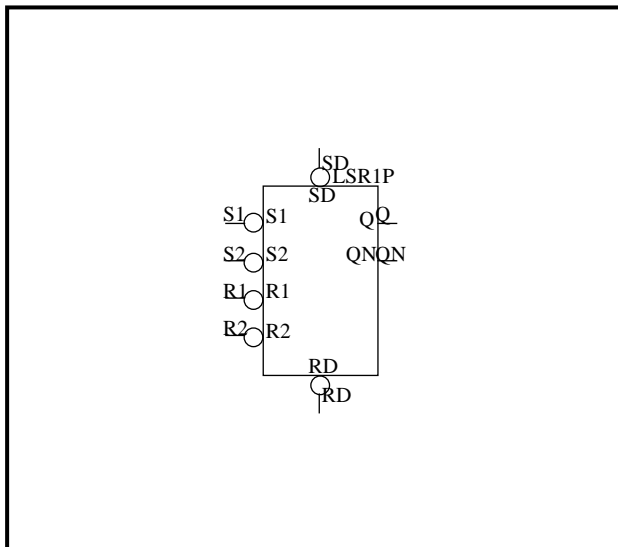 SD
LSR1P
SD
S1 S1 Q Q
S2 S2 QN QN
R1 R1
R2 R2
RD
RD